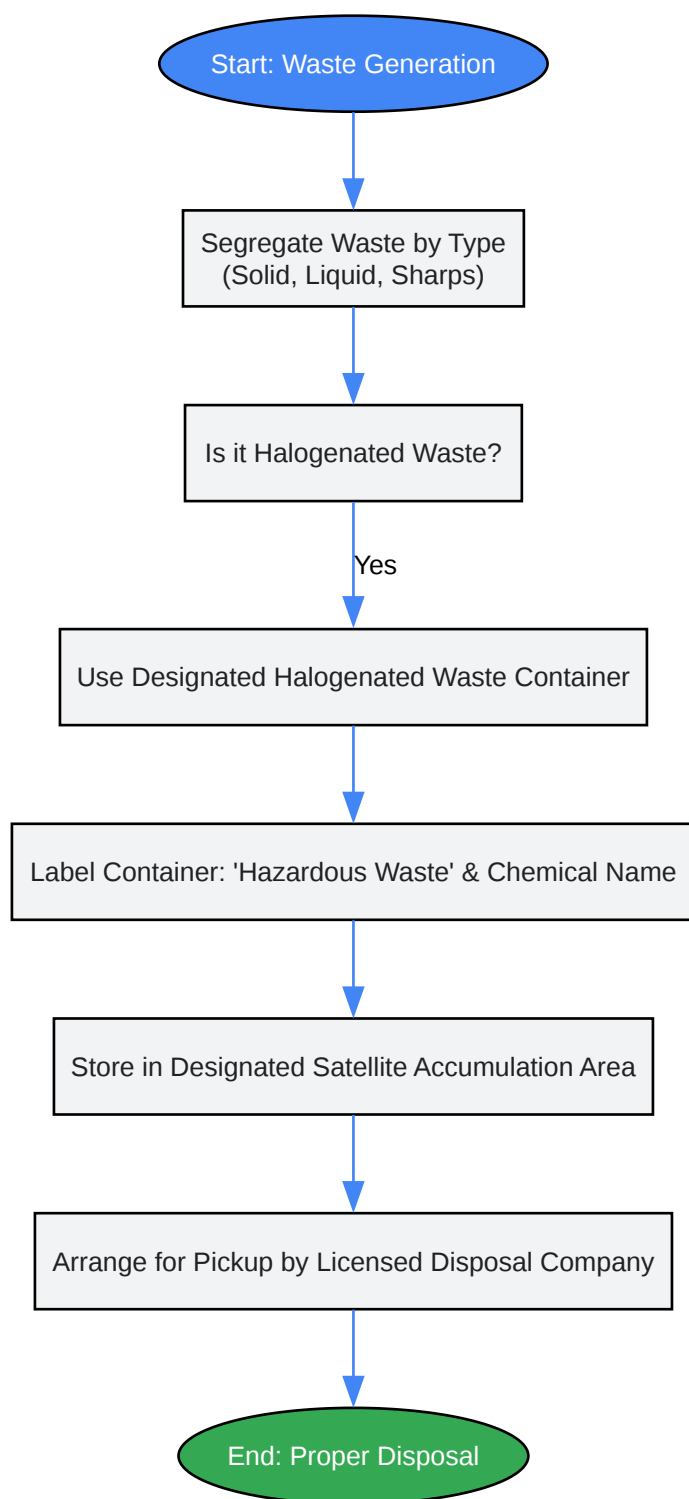 Start: Waste Generation
Segregate Waste by Type
(Solid, Liquid, Sharps)
Is it Halogenated Waste?
Yes
Use Designated Halogenated Waste Container
Label Container: 'Hazardous Waste' & Chemical Name
Store in Designated Satellite Accumulation Area
Arrange for Pickup by Licensed Disposal Company
End: Proper Disposal